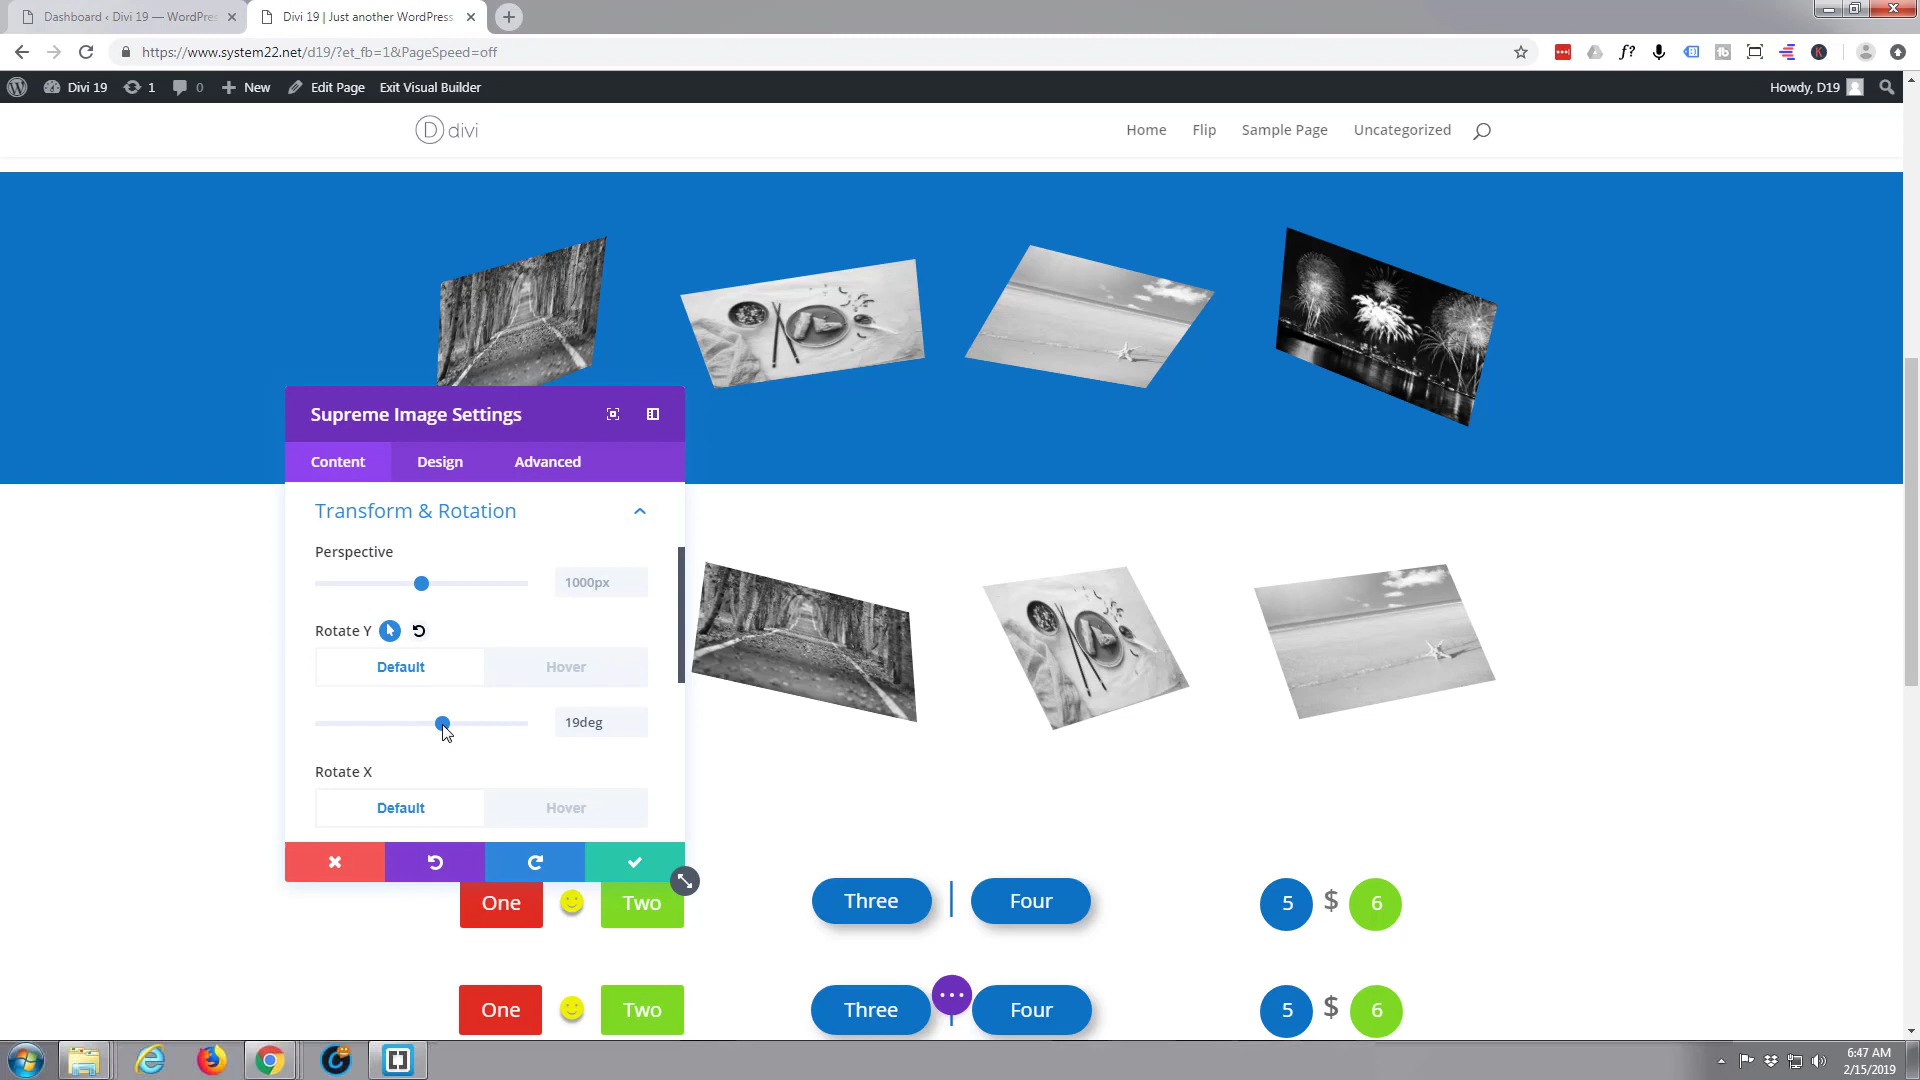 Dashboard ‹ Divi 19 — WordPres
Divi 19 | Just another WordPress
https://www.system22.net/d19/?et_fb=1&PageSpeed=off
f?
tb
K
Divi 19
1
0
New
Edit Page
Exit Visual Builder
Howdy, D19
D divi
Home
Flip
Sample Page
Uncategorized
Supreme Image Settings
Content
Design
Advanced
Transform & Rotation
Perspective
1000px
Rotate Y
Default
Hover
19deg
Rotate X
Default
Hover
One
Two
Three
Four
5
$
6
One
Two
Three
Four
5
$
6
6:47 AM
2/15/2019